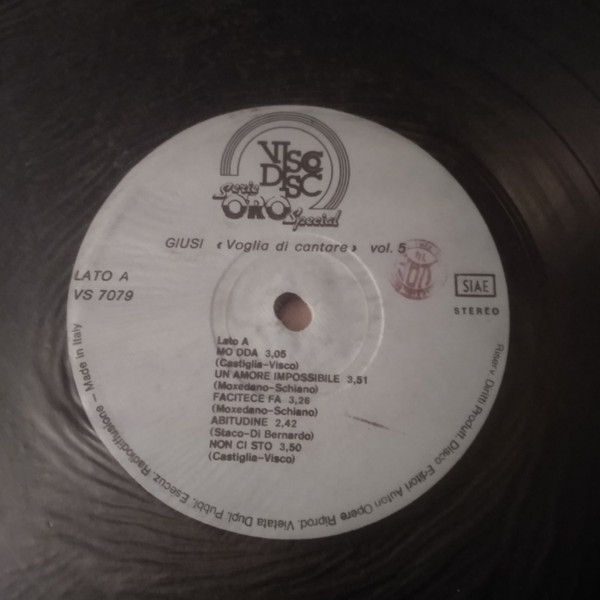 VISCO
DISC
Serie
ORO Special
GIUSI «Voglia di cantare» vol. 5
LATO A
VS 7079
SIAE
STEREO
Lato A
MO DDA 3,05
(Castiglia-Visco)
UN'AMORE IMPOSSIBILE 3,51
(Moxedano-Schiano)
FACITECE FA 3,26
(Moxedano-Schiano)
ABITUDINE 2,42
(Staco-Di Bernardo)
NON CI STO 3,50
(Castiglia-Visco)
Riserv. Diritti Produtt. Disco Editori Autori Opere Riprod. Vietata Dupl. Pubbl. Esecuz. Radiodiffusione – Made in Italy